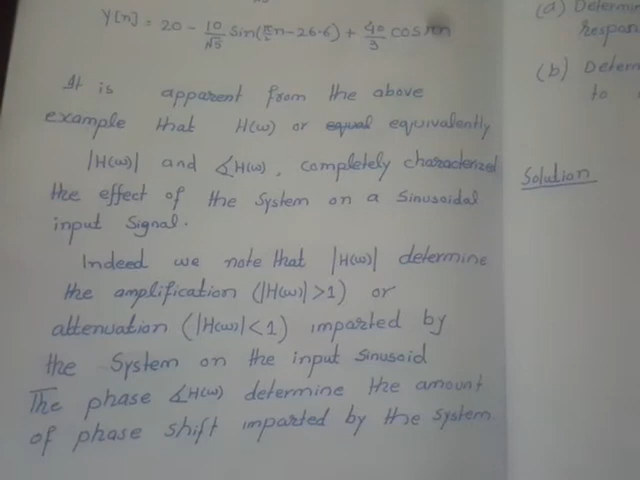 Y[n] = 20 - 10/√5 Sin(π/2 n - 26.6) + 40/3 cos πn
It is apparent from the above
example that H(ω) or equal equivalently
|H(ω)| and ∡H(ω), completely characterized
the effect of the System on a Sinusoidal
input Signal.
Indeed we note that |H(ω)| determine
the amplification (|H(ω)| > 1) or
attenuation (|H(ω)| < 1) imparted by
the System on the input Sinusoid
The phase ∡H(ω) determine the amount
of phase shift imparted by the System
(a)
(b)
to
Solution